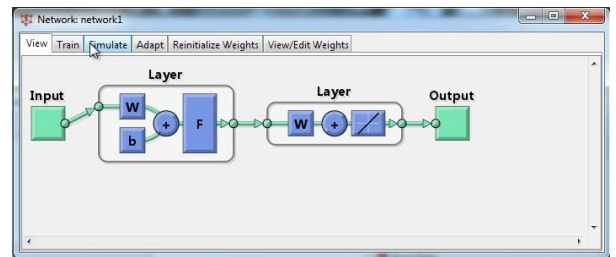 Network: network1
View Train Simulate Adapt Reinitialize Weights View/Edit Weights
Layer
Layer
Input
Output
W
b
+
F
W
+